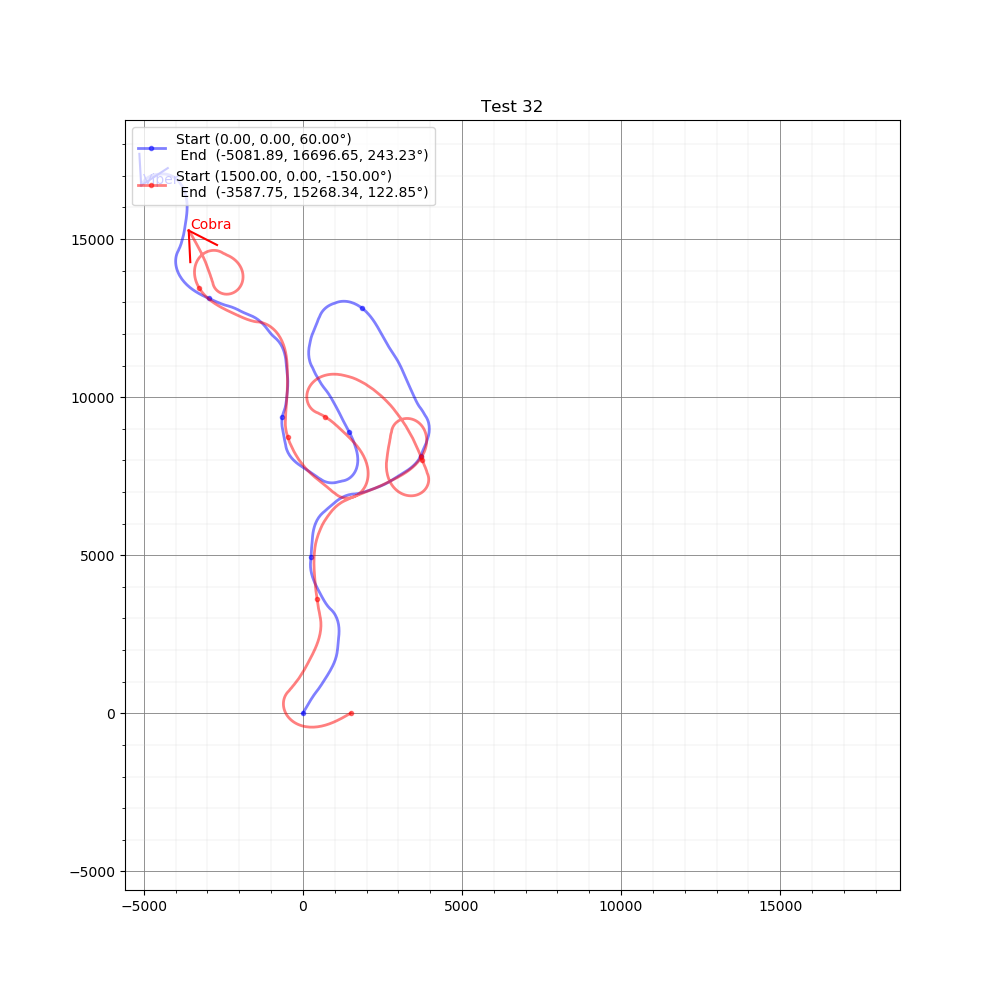 Test 32
Start (0.00, 0.00, 60.00°)
End (-5081.89, 16696.65, 243.23°)
Start (1500.00, 0.00, -150.00°)
End (-3587.75, 15268.34, 122.85°)
Viper
Cobra
15000
10000
5000
0
−5000
−5000
0
5000
10000
15000